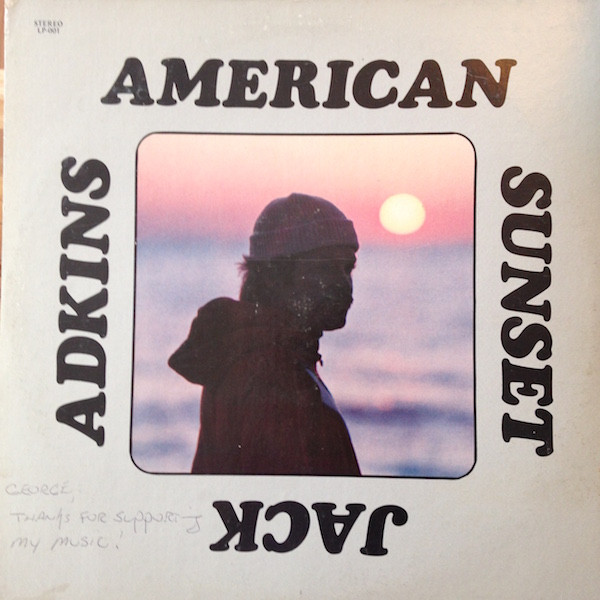 STEREO
LP-001
AMERICAN
SUNSET
JACK
ADKINS
GEORGE,
THANKS FOR SUPPORTING
MY MUSIC!